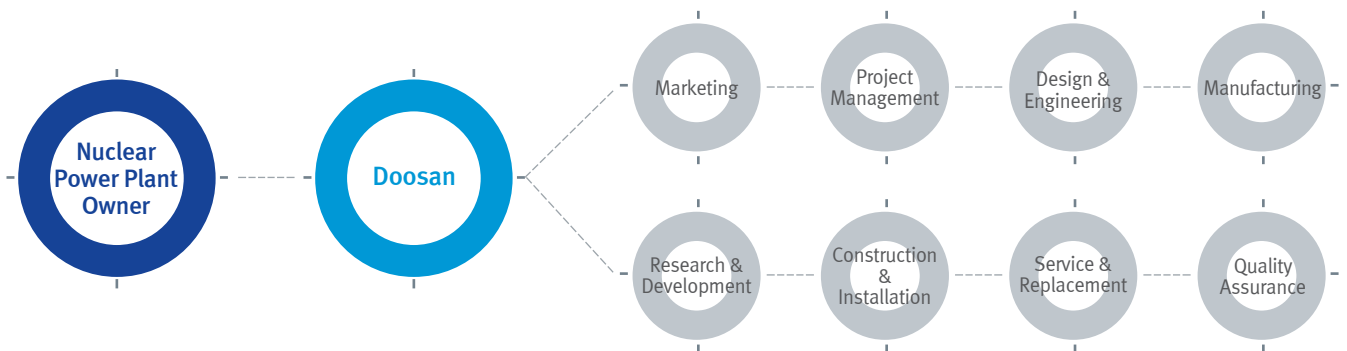 Nuclear
Power Plant
Owner
Doosan
Marketing
Project
Management
Design &
Engineering
Manufacturing
Research &
Development
Construction
&
Installation
Service &
Replacement
Quality
Assurance